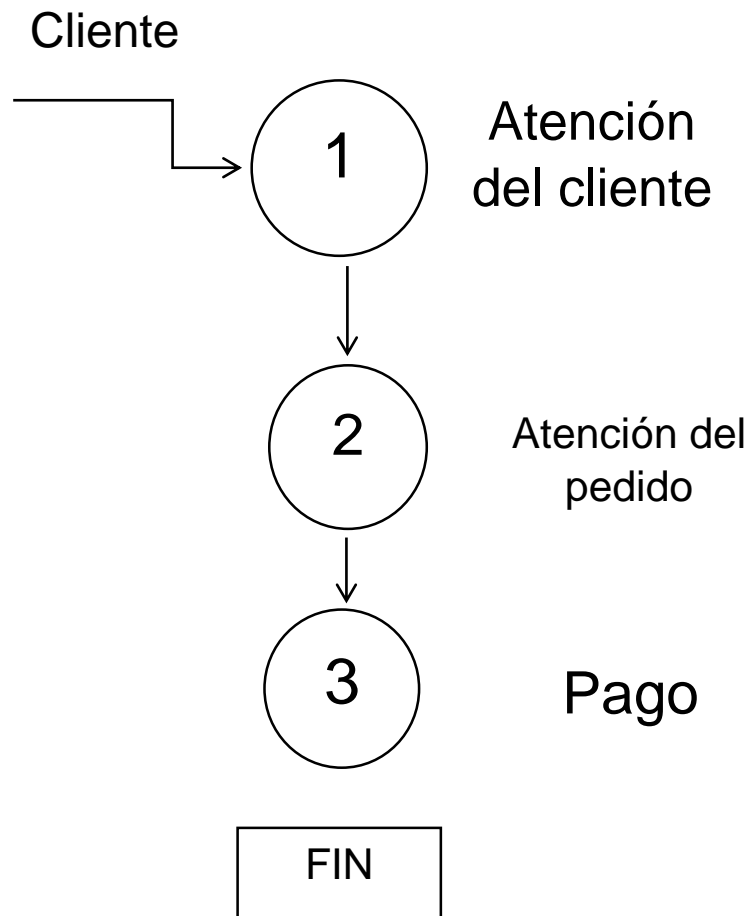 Cliente
1
Atención
del cliente
2
Atención del
pedido
3
Pago
FIN